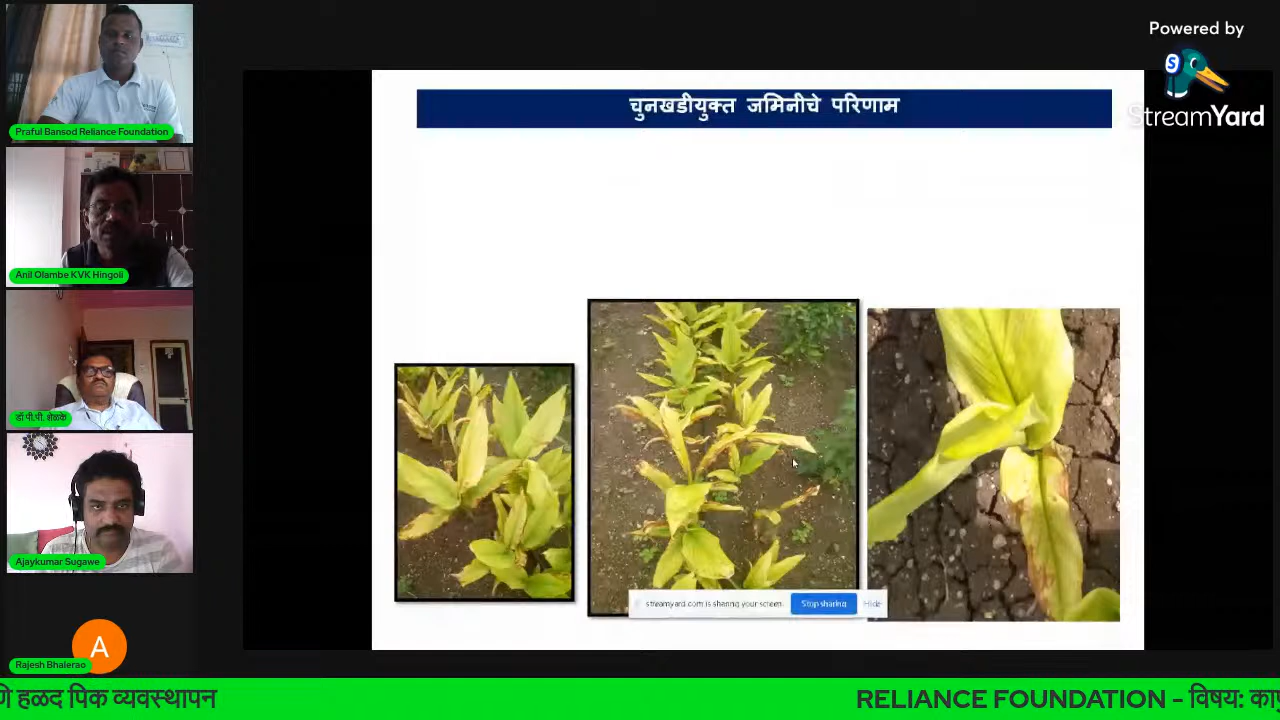 Powered by
StreamYard
चुनखडीयुक्त जमिनीचे परिणाम
Praful Bansod Reliance Foundation
Anil Olambe KVK Hingoli
डॉ पी.पी. शेळके
Ajaykumar Sugawe
A
Rajesh Bhalerao
streamyard.com is sharing your screen.
Stop sharing
Hide
हळद पिक व्यवस्थापन
RELIANCE FOUNDATION - विषय: